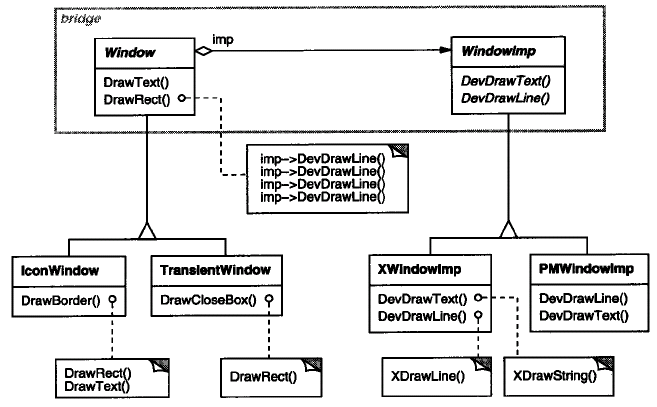 bridge
Window
imp
WindowImp
DrawText()
DrawRect()
DevDrawText()
DevDrawLine()
imp->DevDrawLine()
imp->DevDrawLine()
imp->DevDrawLine()
imp->DevDrawLine()
IconWindow
DrawBorder()
TransientWindow
DrawCloseBox()
XWindowImp
DevDrawText()
DevDrawLine()
PMWindowImp
DevDrawLine()
DevDrawText()
DrawRect()
DrawText()
DrawRect()
XDrawLine()
XDrawString()